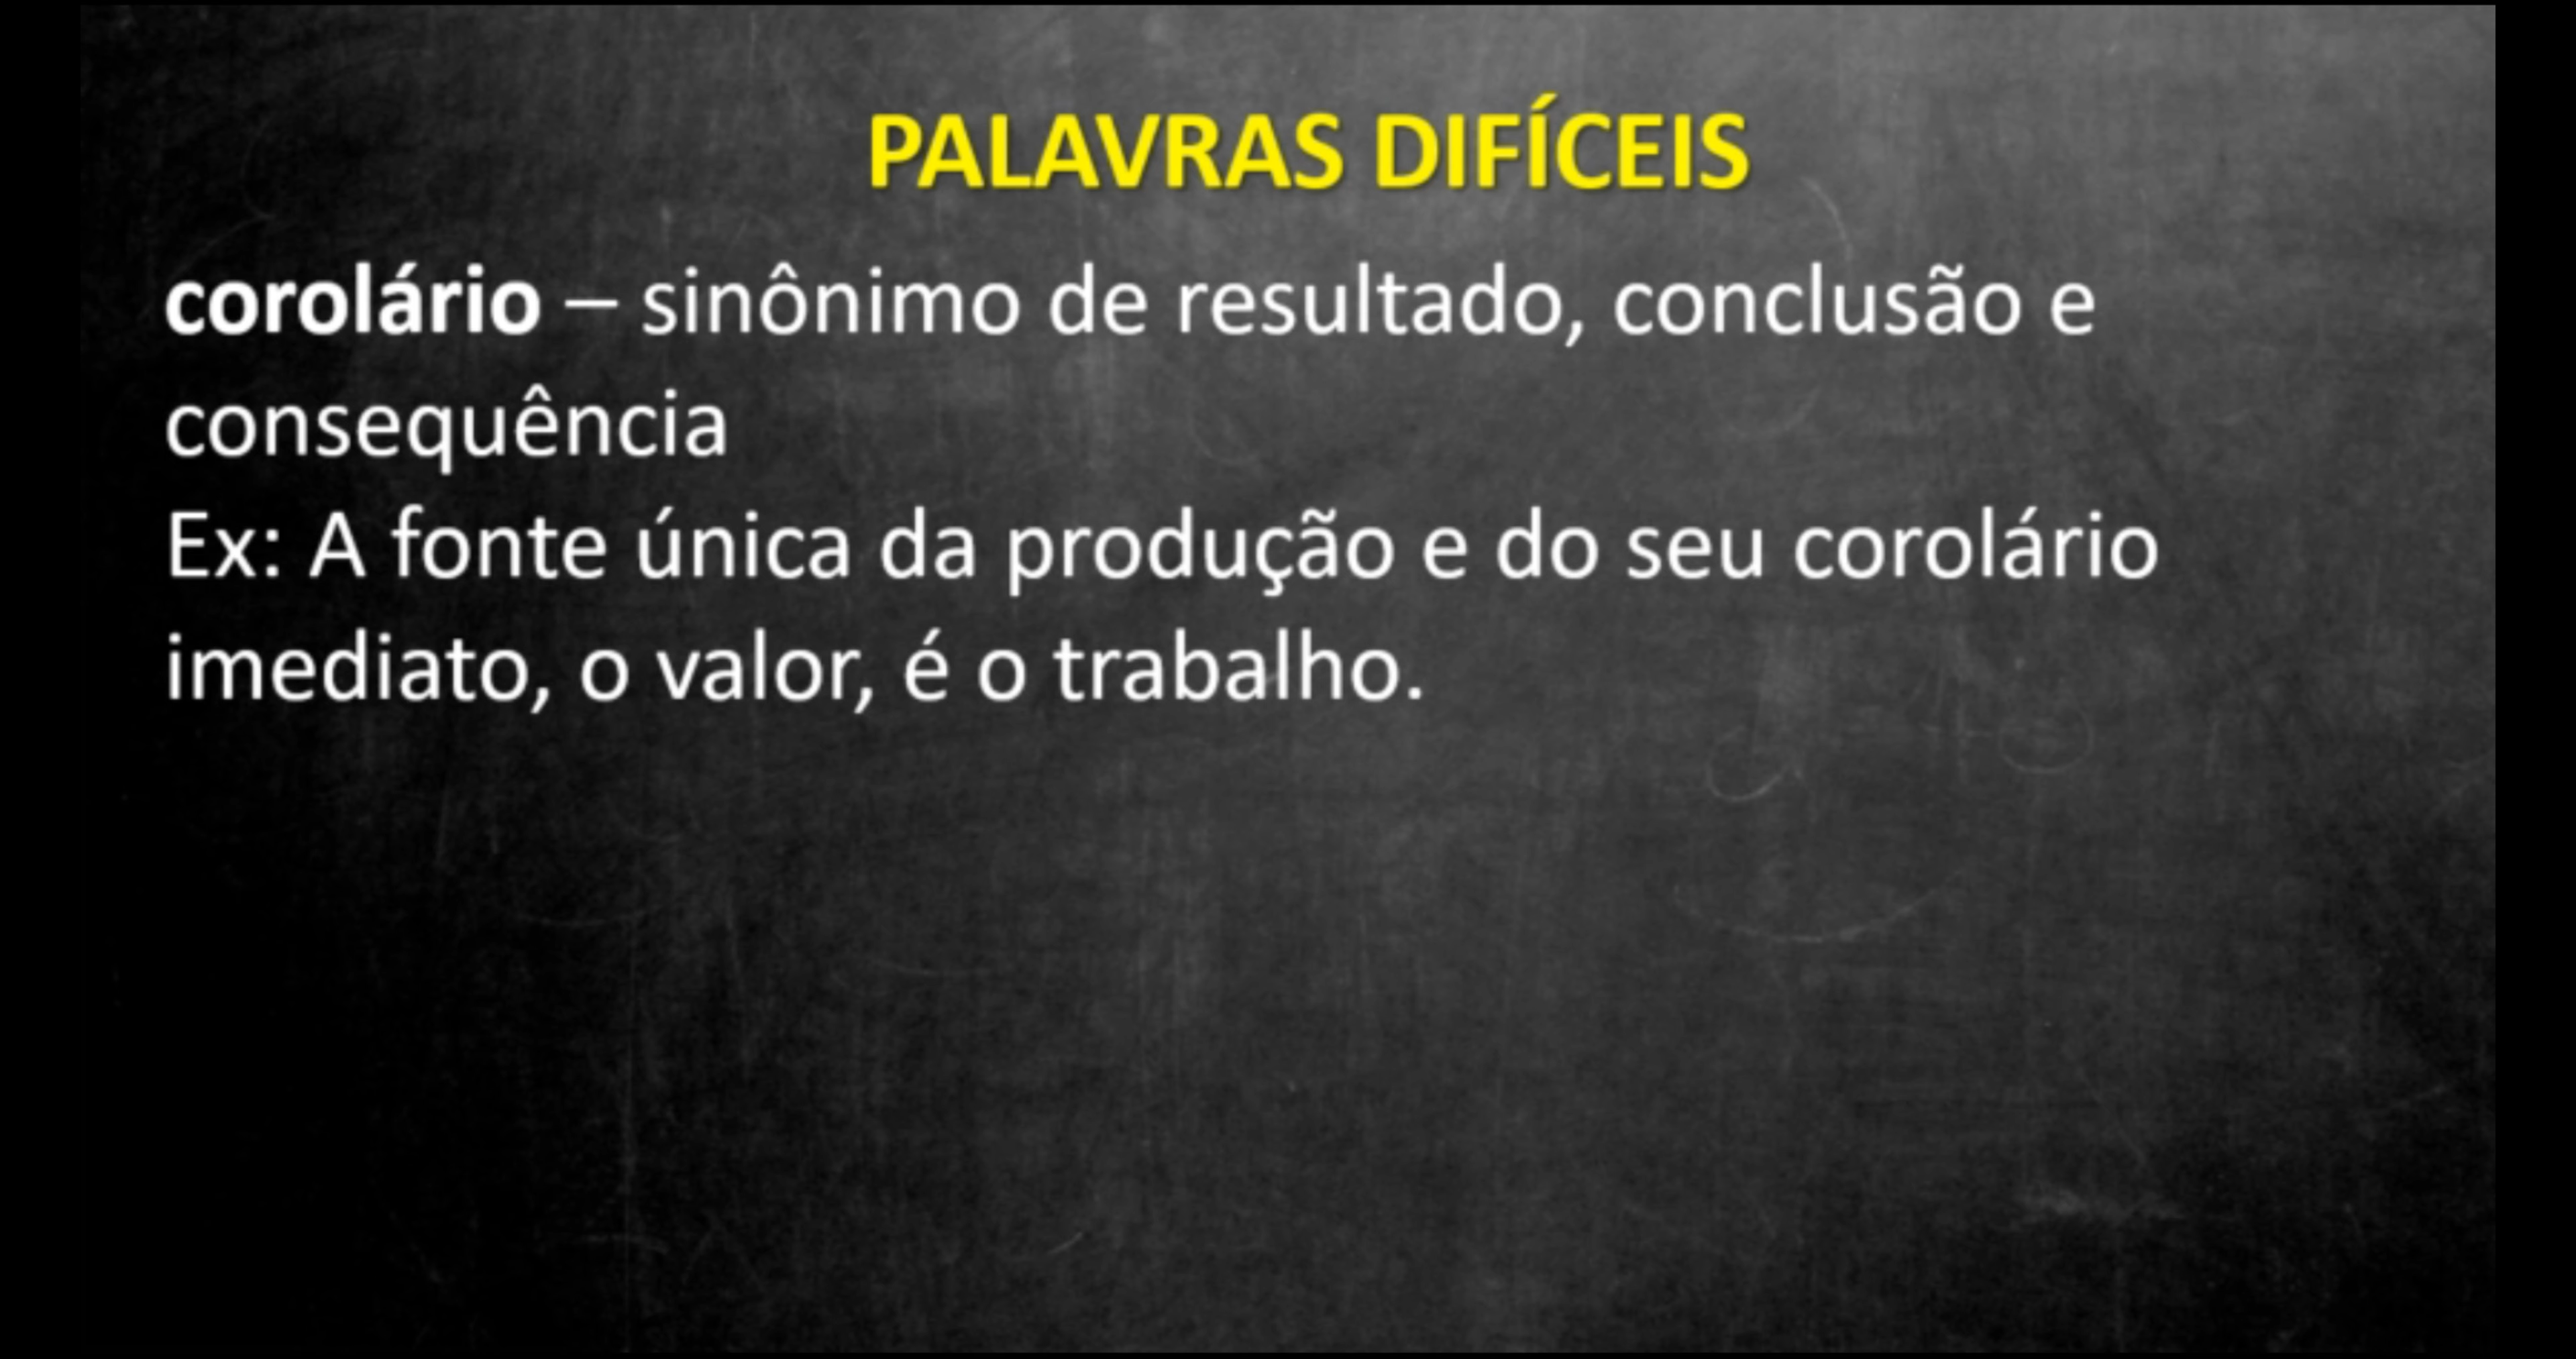 PALAVRAS DIFÍCEIS
corolário – sinônimo de resultado, conclusão e
consequência
Ex: A fonte única da produção e do seu corolário
imediato, o valor, é o trabalho.